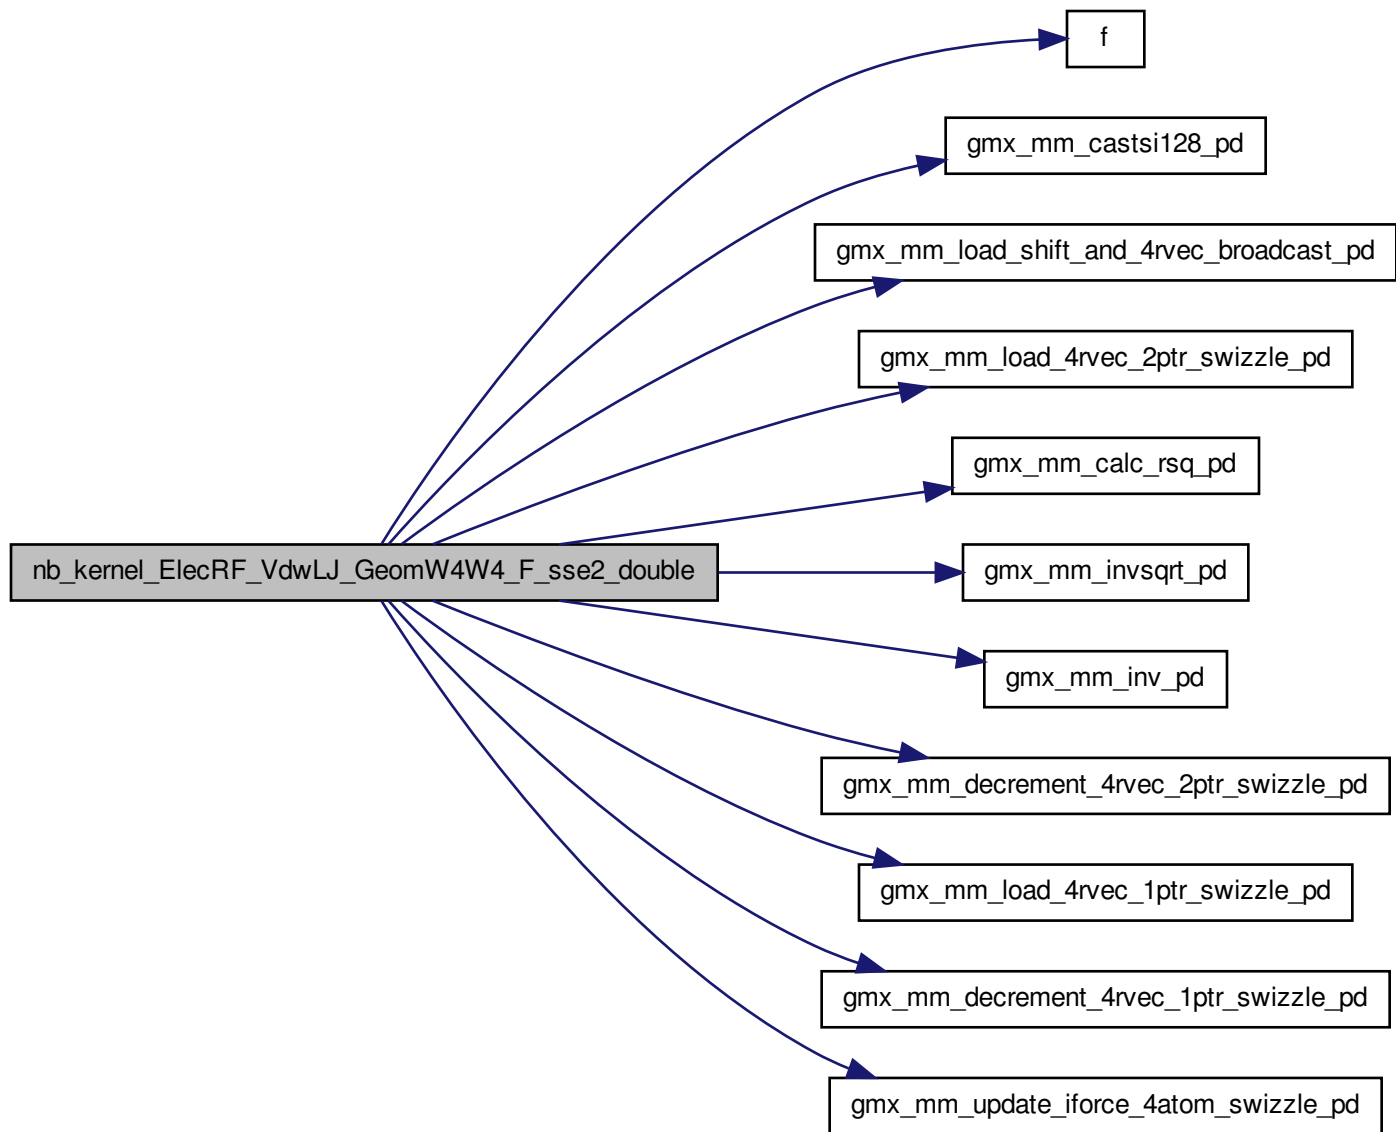 f
gmx_mm_castsi128_pd
gmx_mm_load_shift_and_4rvec_broadcast_pd
gmx_mm_load_4rvec_2ptr_swizzle_pd
gmx_mm_calc_rsq_pd
nb_kernel_ElecRF_VdwLJ_GeomW4W4_F_sse2_double
gmx_mm_invsqrt_pd
gmx_mm_inv_pd
gmx_mm_decrement_4rvec_2ptr_swizzle_pd
gmx_mm_load_4rvec_1ptr_swizzle_pd
gmx_mm_decrement_4rvec_1ptr_swizzle_pd
gmx_mm_update_iforce_4atom_swizzle_pd